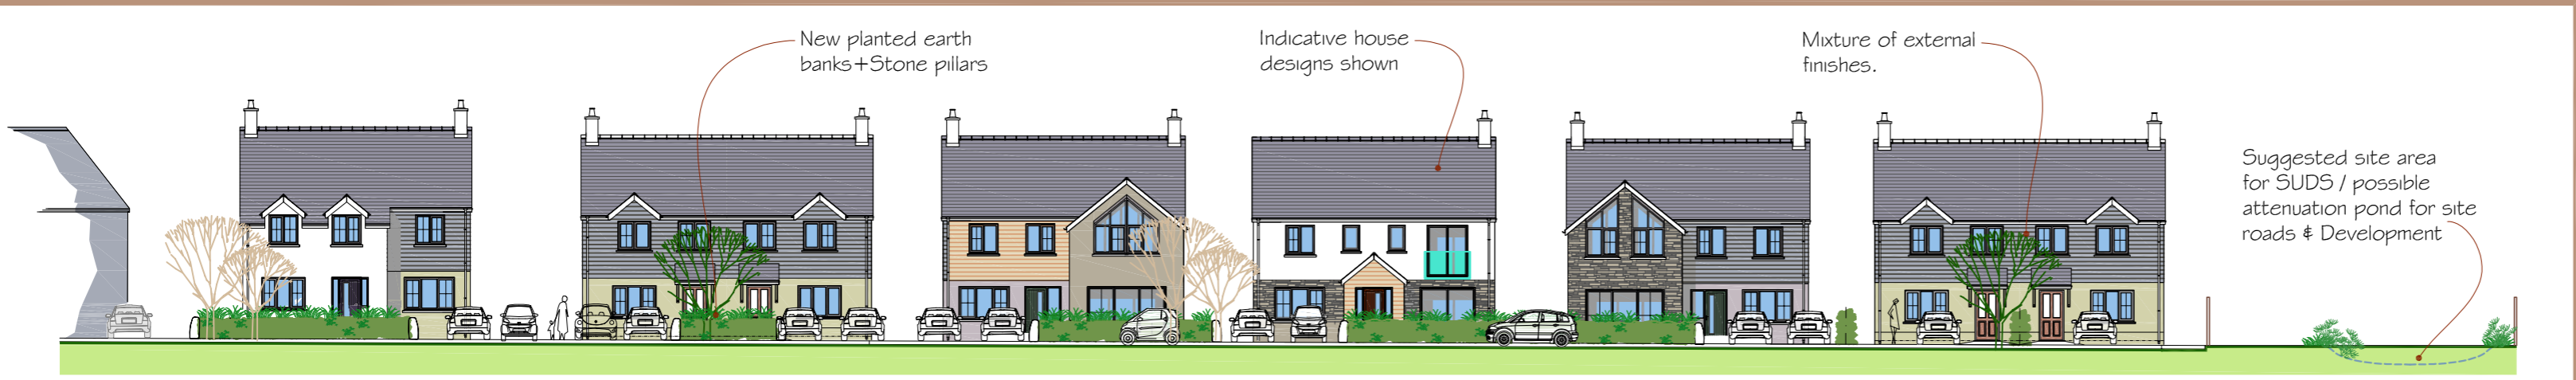 New planted earth
banks+Stone pillars
Indicative house
designs shown
Mixture of external
finishes.
Suggested site area
for SUDS / possible
attenuation pond for site
roads & Development